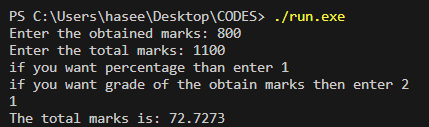 PS C:\Users\hasee\Desktop\CODES> ./run.exe
Enter the obtained marks: 800
Enter the total marks: 1100
if you want percentage than enter 1
if you want grade of the obtain marks then enter 2
1
The total marks is: 72.7273